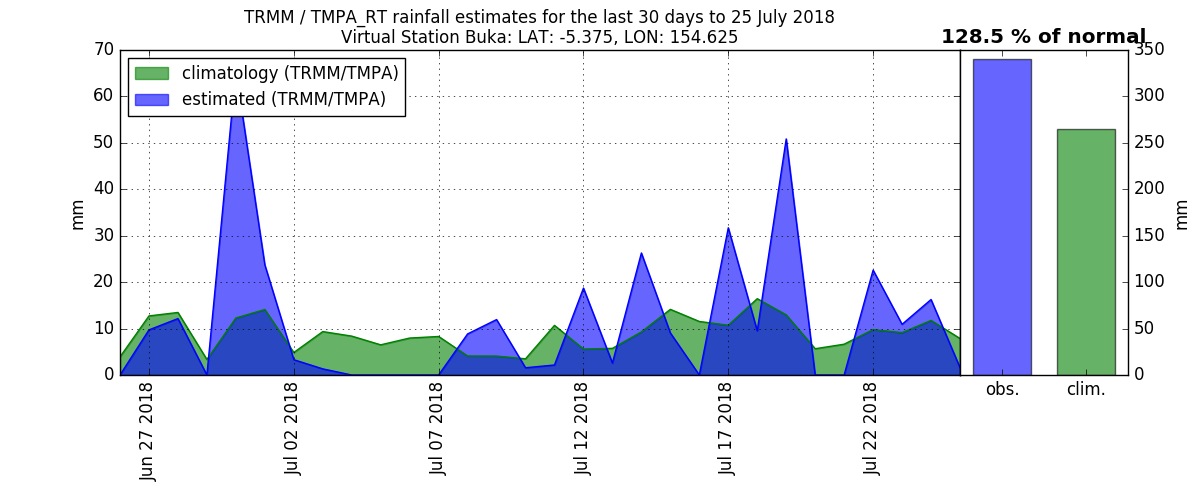 TRMM / TMPA_RT rainfall estimates for the last 30 days to 25 July 2018
Virtual Station Buka: LAT: -5.375, LON: 154.625
128.5 % of normal
climatology (TRMM/TMPA)
estimated (TRMM/TMPA)
70
60
50
40
30
20
10
0
mm
Jun 27 2018
Jul 02 2018
Jul 07 2018
Jul 12 2018
Jul 17 2018
Jul 22 2018
obs.
clim.
350
300
250
200
150
100
50
0
mm